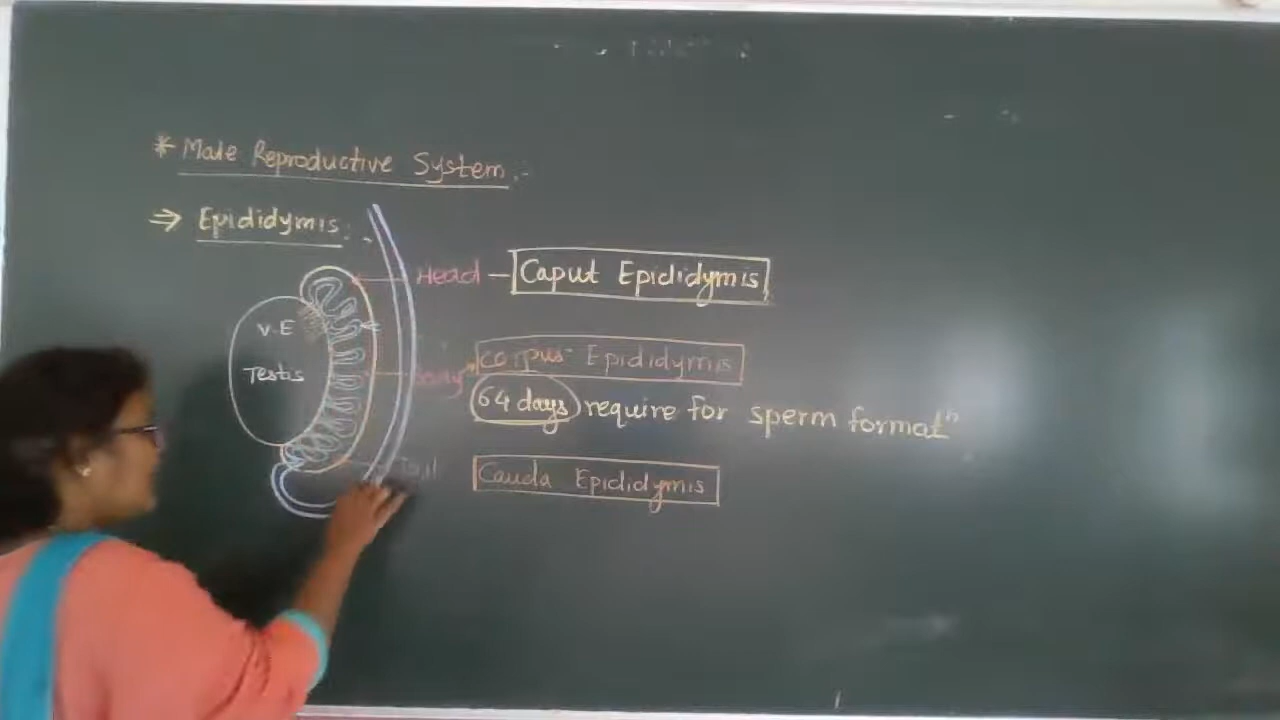 * Male Reproductive System :-
⇒ Epididymis :-
Head — Caput Epididymis
V.E
Testis
Body
Corpus Epididymis
64 days require for sperm format"
Tail
Cauda Epididymis